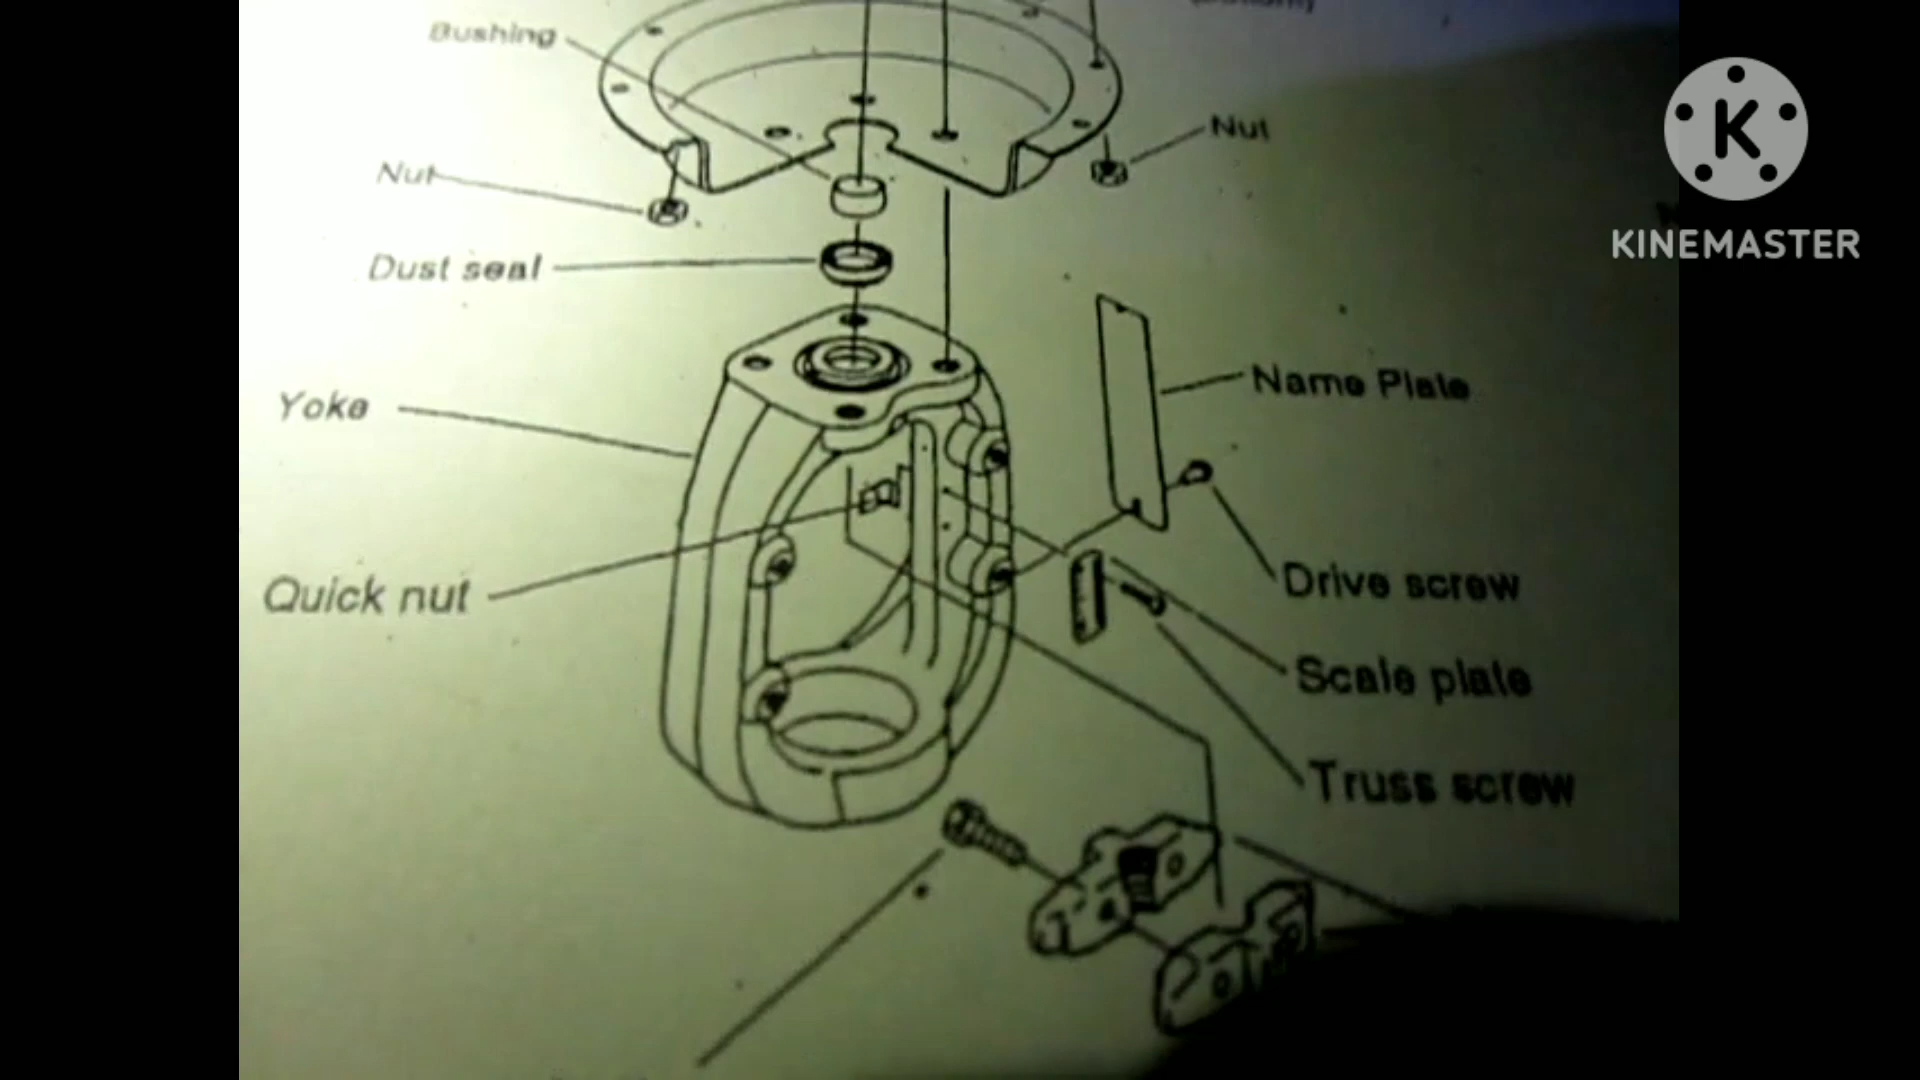 Bushing
Nut
Nut
Dust seal
Name Plate
Yoke
Quick nut
Drive screw
Scale plate
Truss screw
K
KINEMASTER